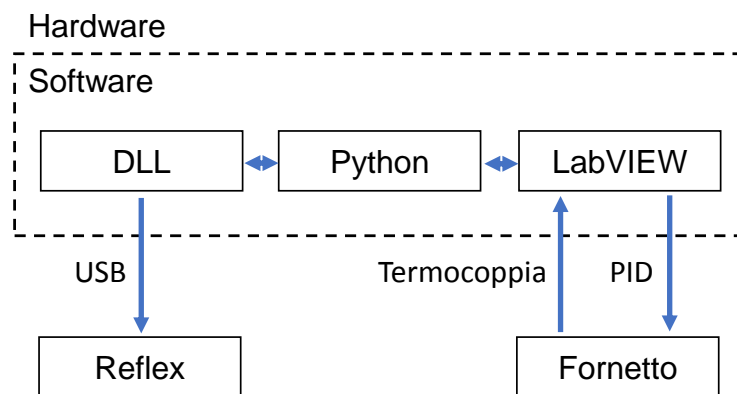 Hardware
Software
DLL
Python
LabVIEW
USB
Termocoppia
PID
Reflex
Fornetto